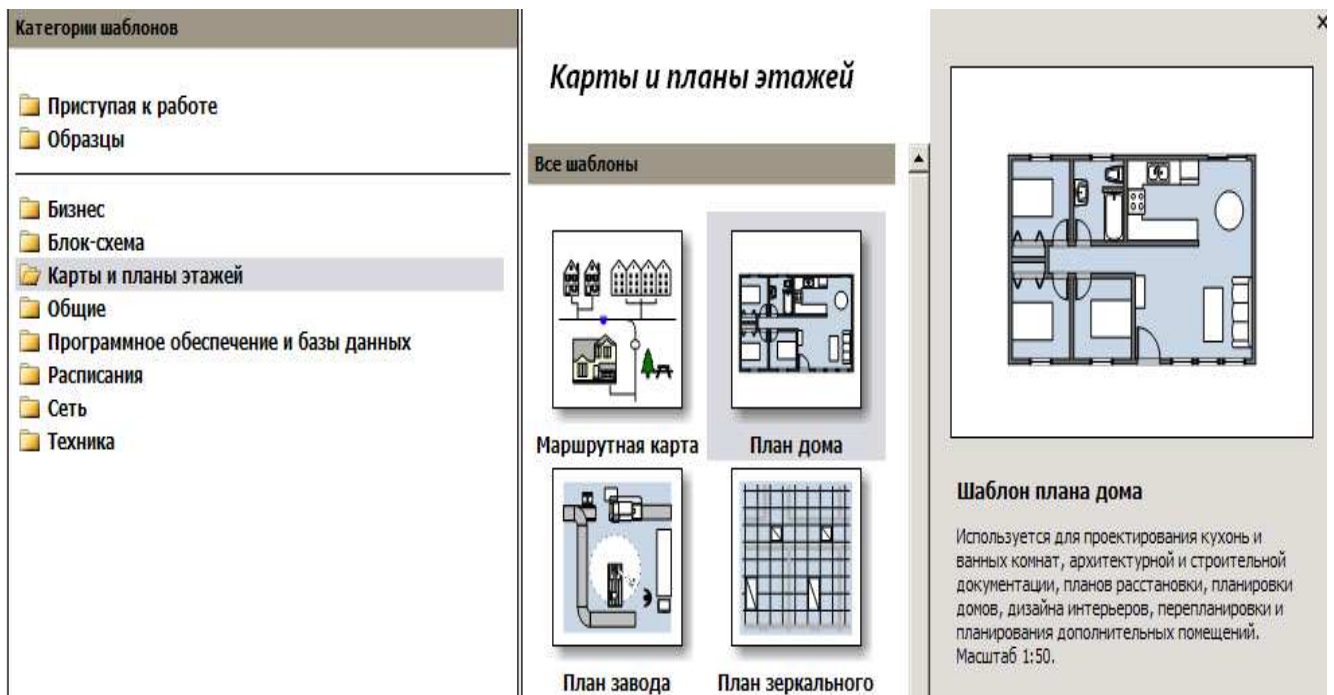 Категории шаблонов
Приступая к работе
Образцы
Бизнес
Блок-схема
Карты и планы этажей
Общие
Программное обеспечение и базы данных
Расписания
Сеть
Техника
Карты и планы этажей
Все шаблоны
Маршрутная карта
План дома
План завода
План зеркального
Шаблон плана дома
Используется для проектирования кухонь и
ванных комнат, архитектурной и строительной
документации, планов расстановки, планировки
домов, дизайна интерьеров, перепланировки и
планирования дополнительных помещений.
Масштаб 1:50.